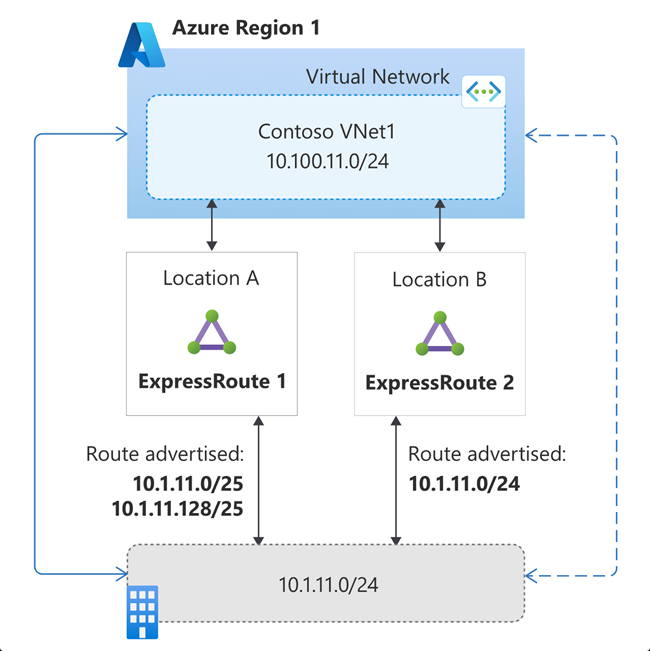 Azure Region 1
Virtual Network
Contoso VNet1
10.100.11.0/24
Location A
ExpressRoute 1
Location B
ExpressRoute 2
Route advertised:
10.1.11.0/25
10.1.11.128/25
Route advertised:
10.1.11.0/24
10.1.11.0/24